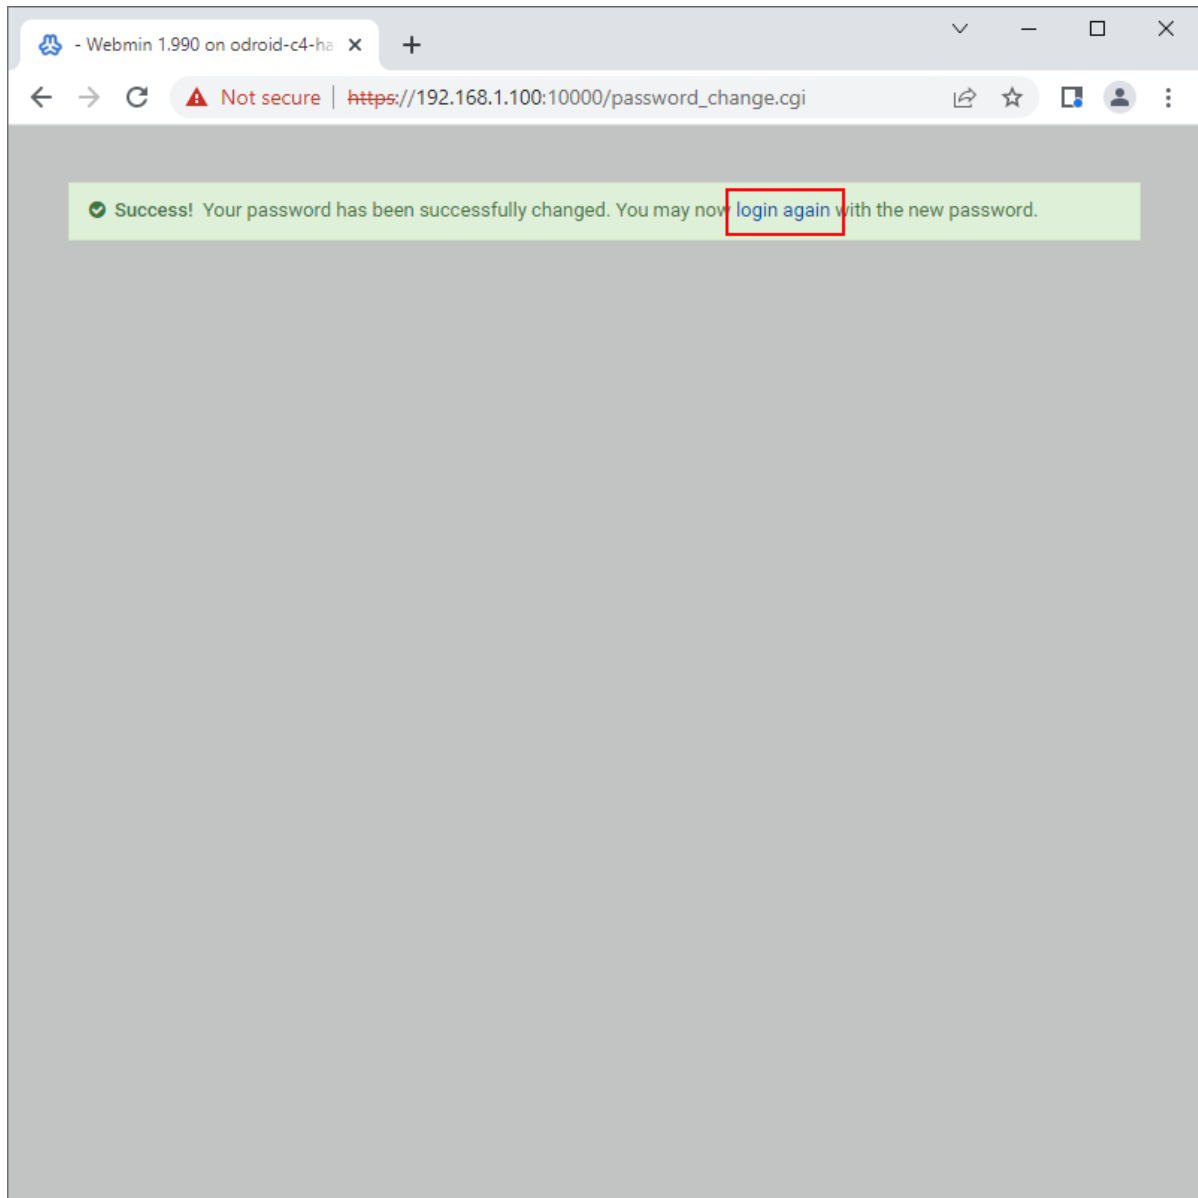 - Webmin 1.990 on odroid-c4-ha
Not secure https://192.168.1.100:10000/password_change.cgi
Success! Your password has been successfully changed. You may now login again with the new password.